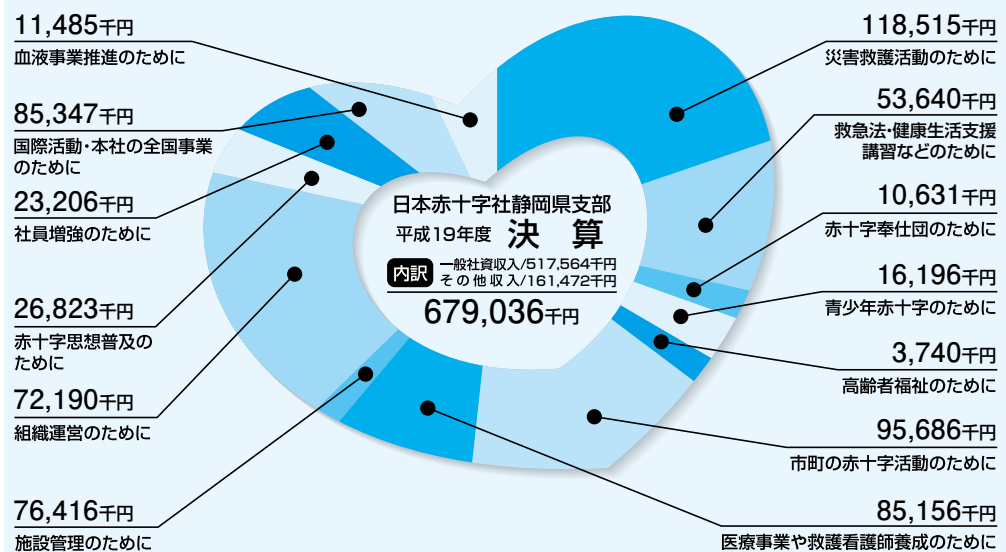 11,485千円
血液事業推進のために
85,347千円
国際活動・本社の全国事業
のために
23,206千円
社員増強のために
26,823千円
赤十字思想普及の
ために
72,190千円
組織運営のために
76,416千円
施設管理のために
日本赤十字社静岡県支部
平成19年度 決 算
内訳 一般社資収入/517,564千円
その他収入/161,472千円
679,036千円
118,515千円
災害救護活動のために
53,640千円
救急法・健康生活支援
講習などのために
10,631千円
赤十字奉仕団のために
16,196千円
青少年赤十字のために
3,740千円
高齢者福祉のために
95,686千円
市町の赤十字活動のために
85,156千円
医療事業や救護看護師養成のために